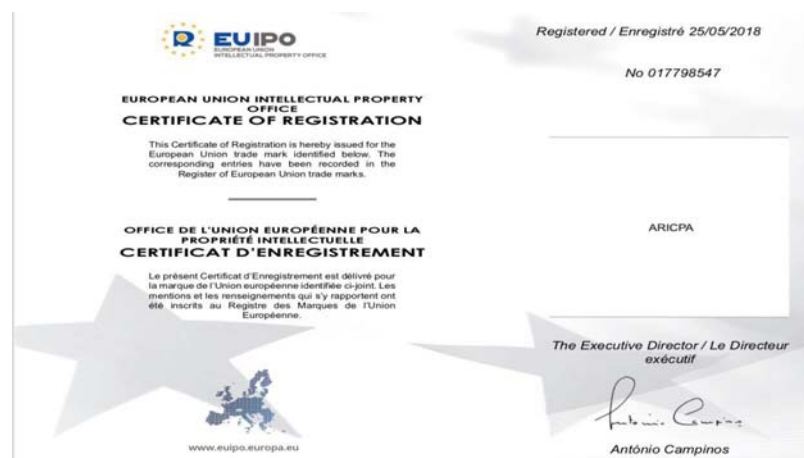 EUIPO
EUROPEAN UNION
INTELLECTUAL PROPERTY OFFICE
EUROPEAN UNION INTELLECTUAL PROPERTY
OFFICE
CERTIFICATE OF REGISTRATION
This Certificate of Registration is hereby issued for the
European Union trade mark identified below. The
corresponding entries have been recorded in the
Register of European Union trade marks.
OFFICE DE L'UNION EUROPÉENNE POUR LA
PROPRIÉTÉ INTELLECTUELLE
CERTIFICAT D'ENREGISTREMENT
Le présent Certificat d'Enregistrement est délivré pour
la marque de l'Union européenne identifiée ci-joint. Les
mentions et les renseignements qui s'y rapportent ont
été inscrits au Registre des Marques de l'Union
Européenne.
www.euipo.europa.eu
Registered / Enregistré 25/05/2018
No 017798547
ARICPA
The Executive Director / Le Directeur
exécutif
António Campinos
António Campinos